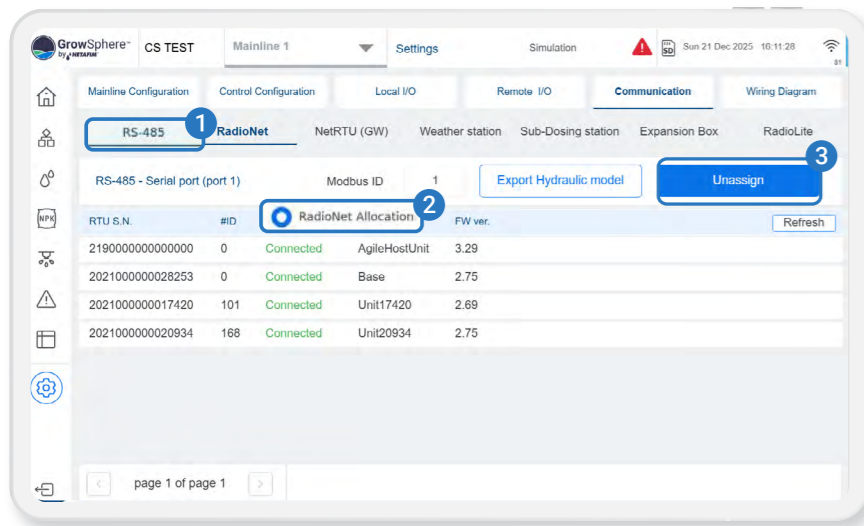 GrowSphere™ CS TEST Mainline 1 Settings Simulation SD Sun 21 Dec 2025 16:11:28
by NETAFIM 81
Mainline Configuration Control Configuration Local I/O Remote I/O Communication Wiring Diagram
1
RS-485 RadioNet NetRTU (GW) Weather station Sub-Dosing station Expansion Box RadioLite
3
RS-485 - Serial port (port 1) Modbus ID 1 Export Hydraulic model Unassign
2
NPK
RTU S.N. #ID RadioNet Allocation FW ver. Refresh
2190000000000000 0 Connected AgileHostUnit 3.29
2021000000028253 0 Connected Base 2.75
2021000000017420 101 Connected Unit17420 2.69
2021000000020934 168 Connected Unit20934 2.75
page 1 of page 1